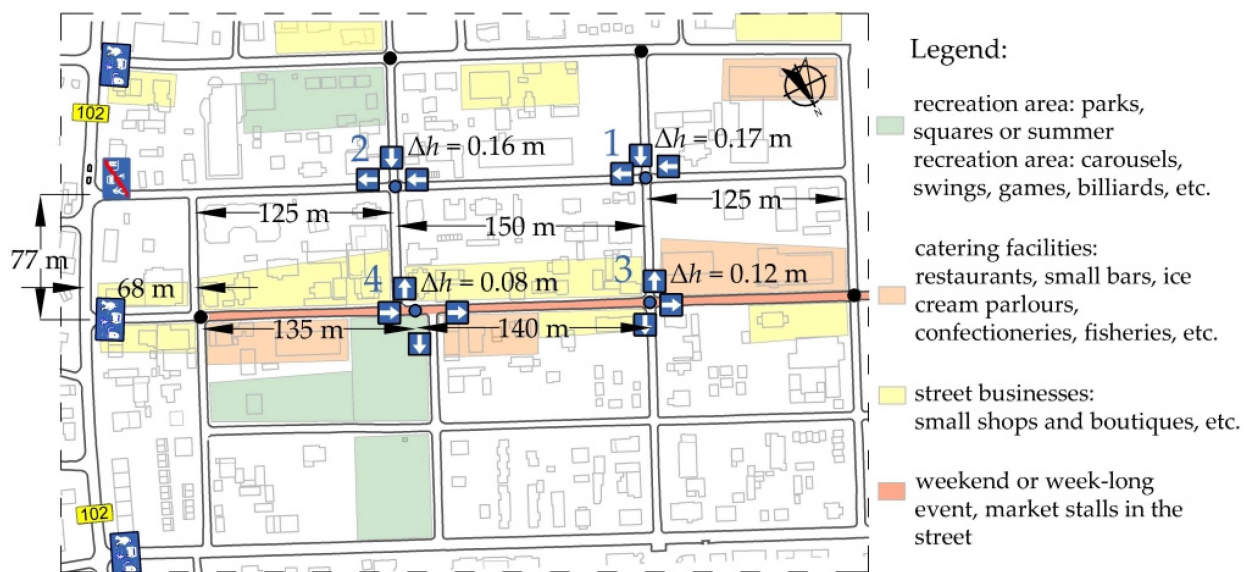 Legend:
102
N
recreation area: parks,
squares or summer
recreation area: carousels,
swings, games, billiards, etc.
2
Δh = 0.16 m
1
Δh = 0.17 m
125 m
150 m
125 m
77 m
68 m
4
Δh = 0.08 m
3
Δh = 0.12 m
135 m
140 m
catering facilities:
restaurants, small bars, ice
cream parlours,
confectioneries, fisheries, etc.
street businesses:
small shops and boutiques, etc.
102
weekend or week-long
event, market stalls in the
street